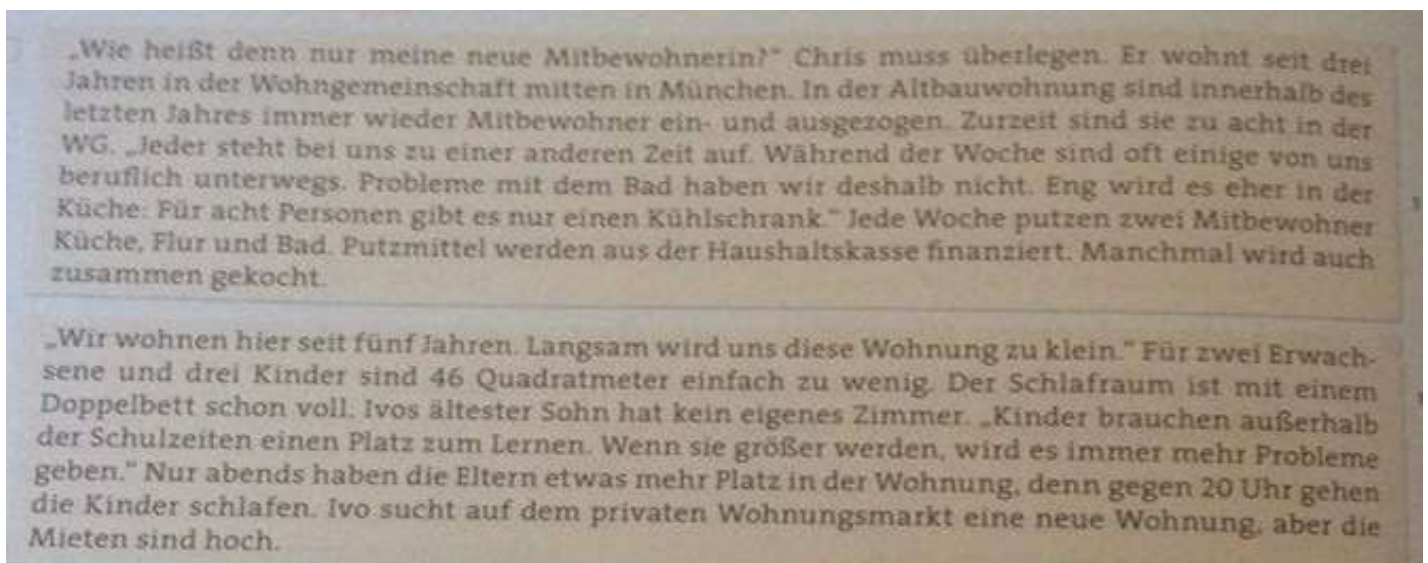 „Wie heißt denn nur meine neue Mitbewohnerin?“ Chris muss überlegen. Er wohnt seit drei
Jahren in der Wohngemeinschaft mitten in München. In der Altbauwohnung sind innerhalb des
letzten Jahres immer wieder Mitbewohner ein- und ausgezogen. Zurzeit sind sie zu acht in der
WG. „Jeder steht bei uns zu einer anderen Zeit auf. Während der Woche sind oft einige von uns
beruflich unterwegs. Probleme mit dem Bad haben wir deshalb nicht. Eng wird es eher in der
Küche: Für acht Personen gibt es nur einen Kühlschrank.“ Jede Woche putzen zwei Mitbewohner
Küche, Flur und Bad. Putzmittel werden aus der Haushaltskasse finanziert. Manchmal wird auch
zusammen gekocht.
„Wir wohnen hier seit fünf Jahren. Langsam wird uns diese Wohnung zu klein.“ Für zwei Erwach-
sene und drei Kinder sind 46 Quadratmeter einfach zu wenig. Der Schlafraum ist mit einem
Doppelbett schon voll. Ivos ältester Sohn hat kein eigenes Zimmer. „Kinder brauchen außerhalb
der Schulzeiten einen Platz zum Lernen. Wenn sie größer werden, wird es immer mehr Probleme
geben.“ Nur abends haben die Eltern etwas mehr Platz in der Wohnung, denn gegen 20 Uhr gehen
die Kinder schlafen. Ivo sucht auf dem privaten Wohnungsmarkt eine neue Wohnung, aber die
Mieten sind hoch.